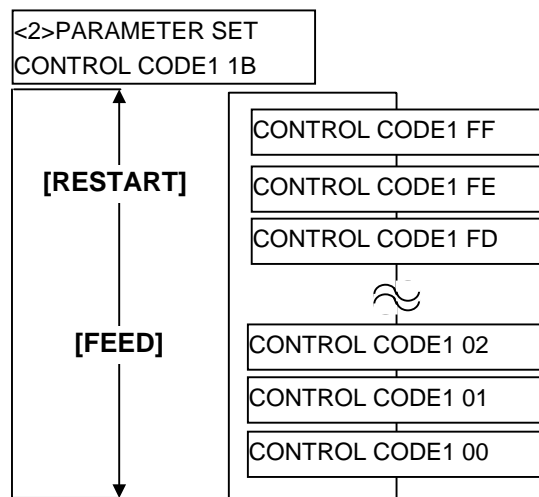 <2>PARAMETER SET
CONTROL CODE1 1B
CONTROL CODE1 FF
[RESTART]
CONTROL CODE1 FE
CONTROL CODE1 FD
[FEED]
CONTROL CODE1 02
CONTROL CODE1 01
CONTROL CODE1 00